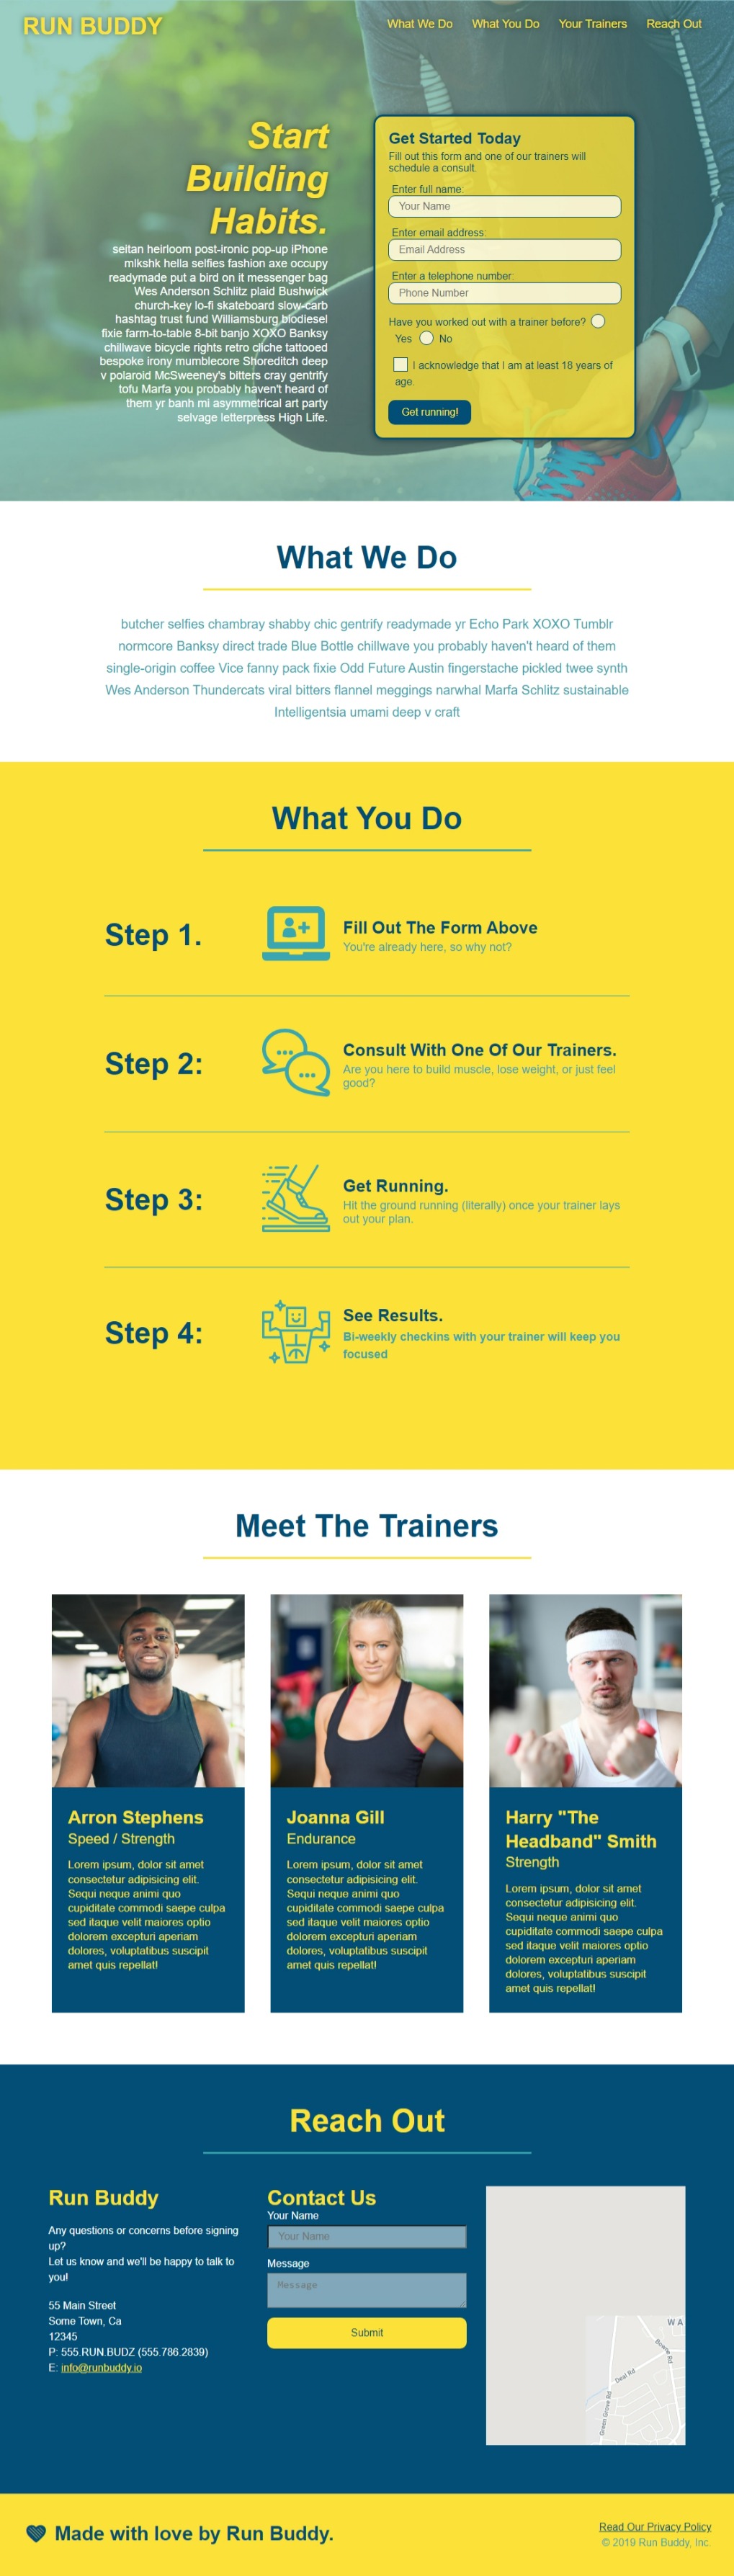 RUN BUDDY
What We Do What You Do Your Trainers Reach Out
Start
Building
Habits.
seitan heirloom post-ironic pop-up iPhone
mlkshk hella selfies fashion axe occupy
readymade put a bird on it messenger bag
Wes Anderson Schlitz plaid Bushwick
church-key lo-fi skateboard slow-carb
hashtag trust fund Williamsburg biodiesel
fixie farm-to-table 8-bit banjo XOXO Banksy
chillwave bicycle rights retro cliche tattooed
bespoke irony mumblecore Shoreditch deep
v polaroid McSweeney's bitters cray gentrify
tofu Marfa you probably haven't heard of
them yr banh mi asymmetrical art party
selvage letterpress High Life.
Get Started Today
Fill out this form and one of our trainers will
schedule a consult.
Enter full name:
Your Name
Enter email address:
Email Address
Enter a telephone number:
Phone Number
Have you worked out with a trainer before?
Yes No
I acknowledge that I am at least 18 years of
age.
Get running!
What We Do
butcher selfies chambray shabby chic gentrify readymade yr Echo Park XOXO Tumblr
normcore Banksy direct trade Blue Bottle chillwave you probably haven't heard of them
single-origin coffee Vice fanny pack fixie Odd Future Austin fingerstache pickled twee synth
Wes Anderson Thundercats viral bitters flannel meggings narwhal Marfa Schlitz sustainable
Intelligentsia umami deep v craft
What You Do
Step 1.
Fill Out The Form Above
You're already here, so why not?
Step 2:
Consult With One Of Our Trainers.
Are you here to build muscle, lose weight, or just feel
good?
Step 3:
Get Running.
Hit the ground running (literally) once your trainer lays
out your plan.
Step 4:
See Results.
Bi-weekly checkins with your trainer will keep you
focused
Meet The Trainers
Arron Stephens
Speed / Strength
Lorem ipsum, dolor sit amet
consectetur adipisicing elit.
Sequi neque animi quo
cupiditate commodi saepe culpa
sed itaque velit maiores optio
dolorem excepturi aperiam
dolores, voluptatibus suscipit
amet quis repellat!
Joanna Gill
Endurance
Lorem ipsum, dolor sit amet
consectetur adipisicing elit.
Sequi neque animi quo
cupiditate commodi saepe culpa
sed itaque velit maiores optio
dolorem excepturi aperiam
dolores, voluptatibus suscipit
amet quis repellat!
Harry "The
Headband" Smith
Strength
Lorem ipsum, dolor sit amet
consectetur adipisicing elit.
Sequi neque animi quo
cupiditate commodi saepe culpa
sed itaque velit maiores optio
dolorem excepturi aperiam
dolores, voluptatibus suscipit
amet quis repellat!
Reach Out
Run Buddy
Any questions or concerns before signing
up?
Let us know and we'll be happy to talk to
you!
55 Main Street
Some Town, Ca
12345
P: 555.RUN.BUDZ (555.786.2839)
E: info@runbuddy.io
Contact Us
Your Name
Your Name
Message
Message
Submit
W A
Bowne Rd
Deal Rd
Green Grove Rd
Made with love by Run Buddy.
Read Our Privacy Policy
© 2019 Run Buddy, Inc.